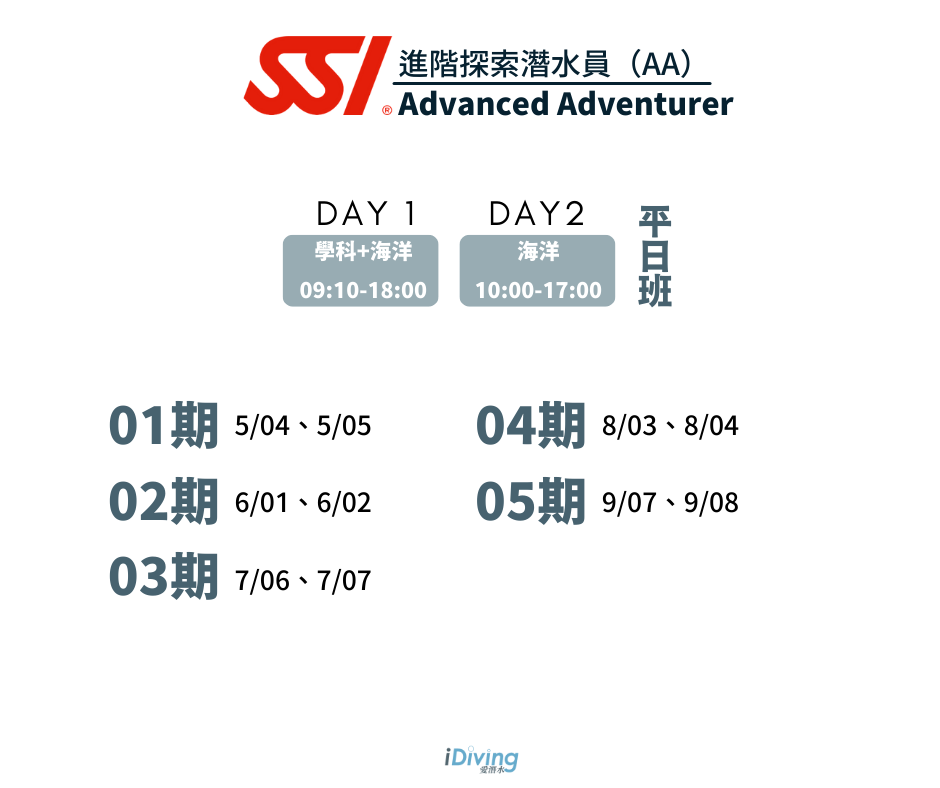 SSI ® 進階探索潛水員（AA）
Advanced Adventurer
DAY 1
DAY2
平日班
學科+海洋
09:10-18:00
海洋
10:00-17:00
01期 5/04、5/05
02期 6/01、6/02
03期 7/06、7/07
04期 8/03、8/04
05期 9/07、9/08
iDiving
愛潛水